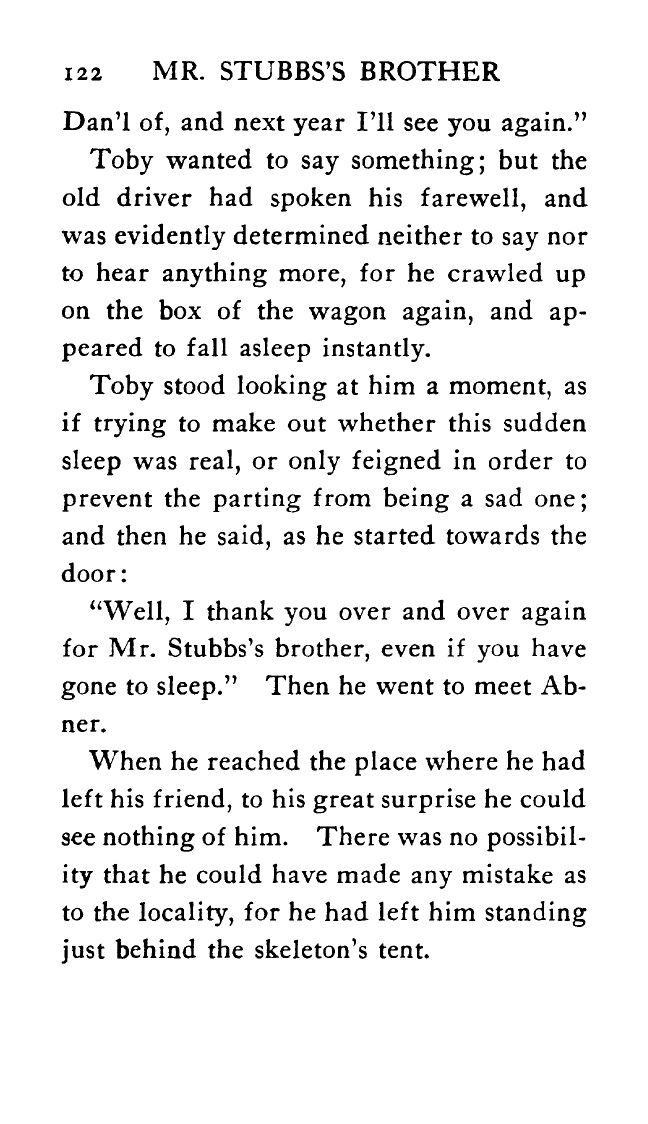 122 MR. STUBBS'S BROTHER
Dan'l of, and next year I'll see you again."
Toby wanted to say something; but the
old driver had spoken his farewell, and
was evidently determined neither to say nor
to hear anything more, for he crawled up
on the box of the wagon again, and ap-
peared to fall asleep instantly.
Toby stood looking at him a moment, as
if trying to make out whether this sudden
sleep was real, or only feigned in order to
prevent the parting from being a sad one;
and then he said, as he started towards the
door:
"Well, I thank you over and over again
for Mr. Stubbs's brother, even if you have
gone to sleep." Then he went to meet Ab-
ner.
When he reached the place where he had
left his friend, to his great surprise he could
see nothing of him. There was no possibil-
ity that he could have made any mistake as
to the locality, for he had left him standing
just behind the skeleton's tent.